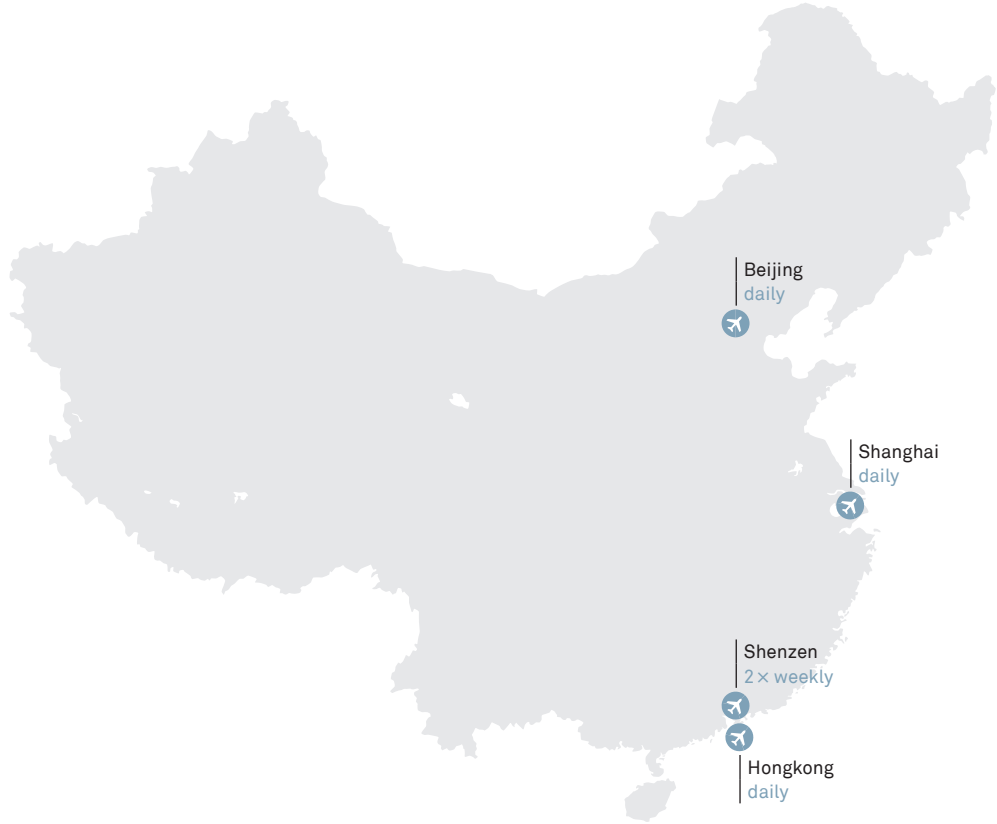 Beijing
daily
Shanghai
daily
Shenzen
2 × weekly
Hongkong
daily